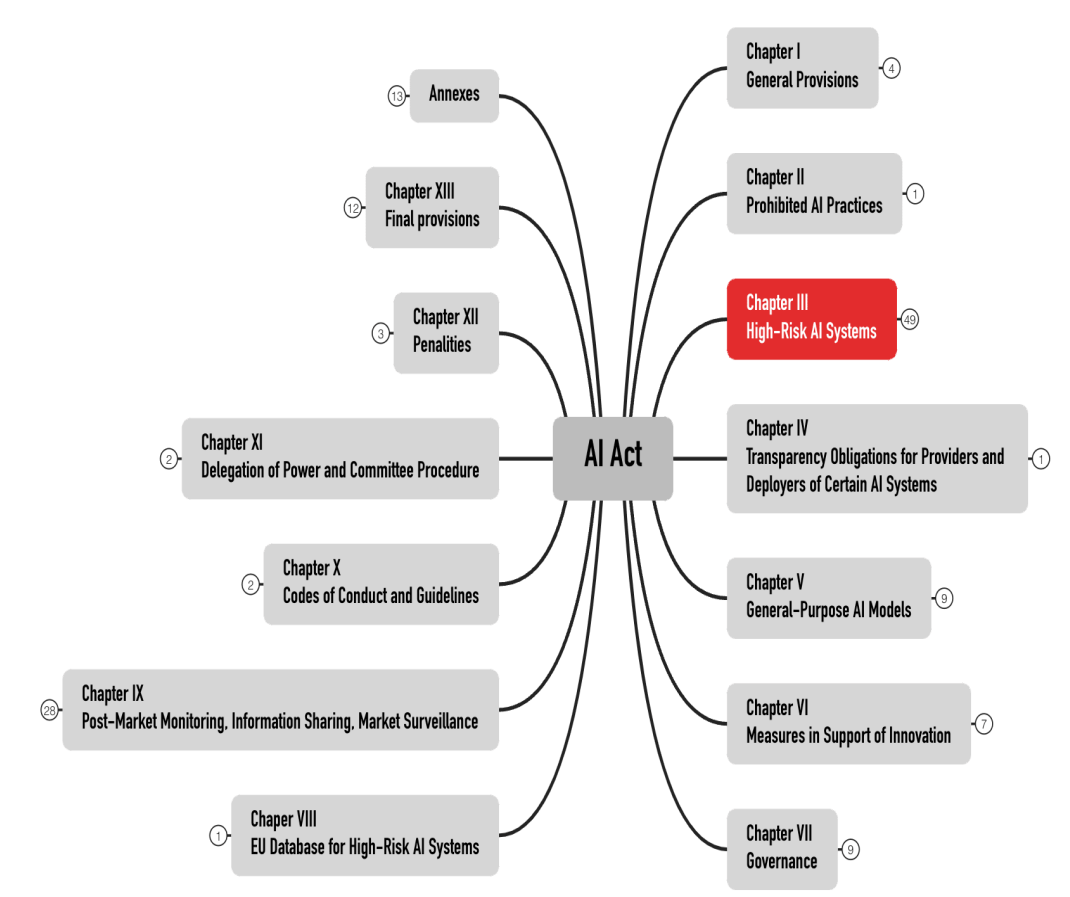 AI Act
Chapter I
General Provisions
4
Chapter II
Prohibited AI Practices
1
Chapter III
High-Risk AI Systems
49
Chapter IV
Transparency Obligations for Providers and
Deployers of Certain AI Systems
1
Chapter V
General-Purpose AI Models
9
Chapter VI
Measures in Support of Innovation
7
Chapter VII
Governance
9
Chaper VIII
EU Database for High-Risk AI Systems
1
Chapter IX
Post-Market Monitoring, Information Sharing, Market Surveillance
28
Chapter X
Codes of Conduct and Guidelines
2
Chapter XI
Delegation of Power and Committee Procedure
2
Chapter XII
Penalities
3
Chapter XIII
Final provisions
12
Annexes
13